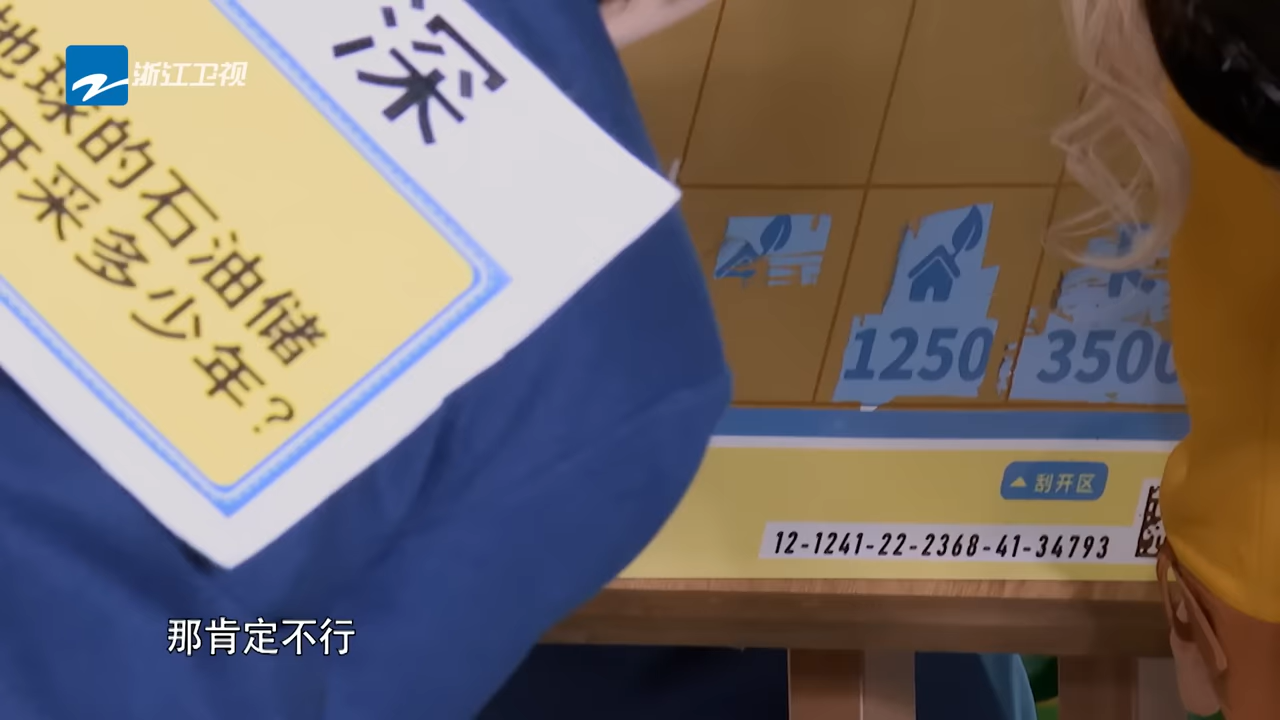 浙江卫视
深
地球的石油储
开采多少年?
1250
3500
▲ 刮开区
12-1241-22-2368-41-34793
那肯定不行